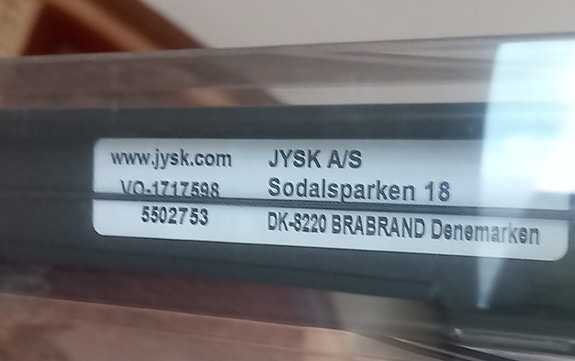 www.jysk.com JYSK A/S
VO-1717598 Sodalsparken 18
5502753 DK-8220 BRABRAND Denemarken